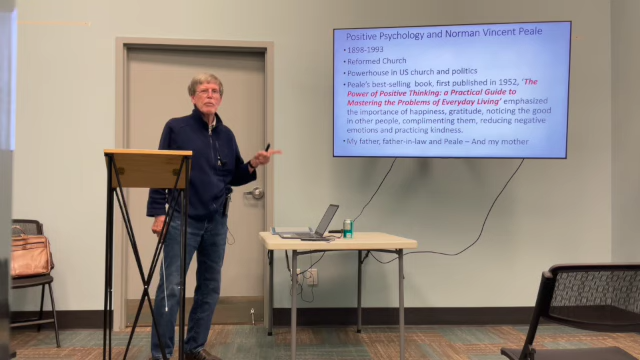 Positive Psychology and Norman Vincent Peale
• 1898-1993
• Reformed Church
• Powerhouse in US church and politics
• Peale's best-selling book, first published in 1952, 'The
Power of Positive Thinking: a Practical Guide to
Mastering the Problems of Everyday Living' emphasized
the importance of happiness, gratitude, noticing the good
in other people, complimenting them, reducing negative
emotions and practicing kindness.
• My father, father-in-law and Peale – And my mother